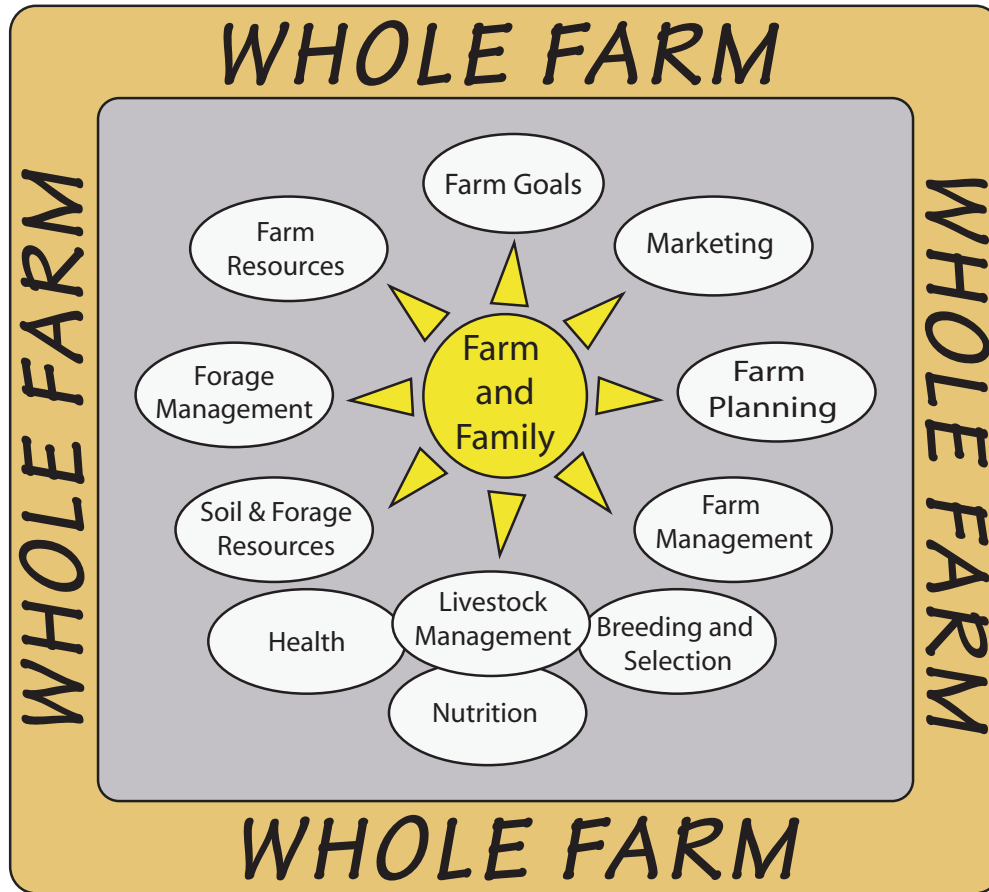 WHOLE FARM
Farm Goals
Farm
Resources
Marketing
Farm
and
Family
Forage
Management
Farm
Planning
Soil & Forage
Resources
Farm
Management
Health
Livestock
Management
Breeding and
Selection
Nutrition
WHOLE FARM
WHOLE FARM
WHOLE FARM